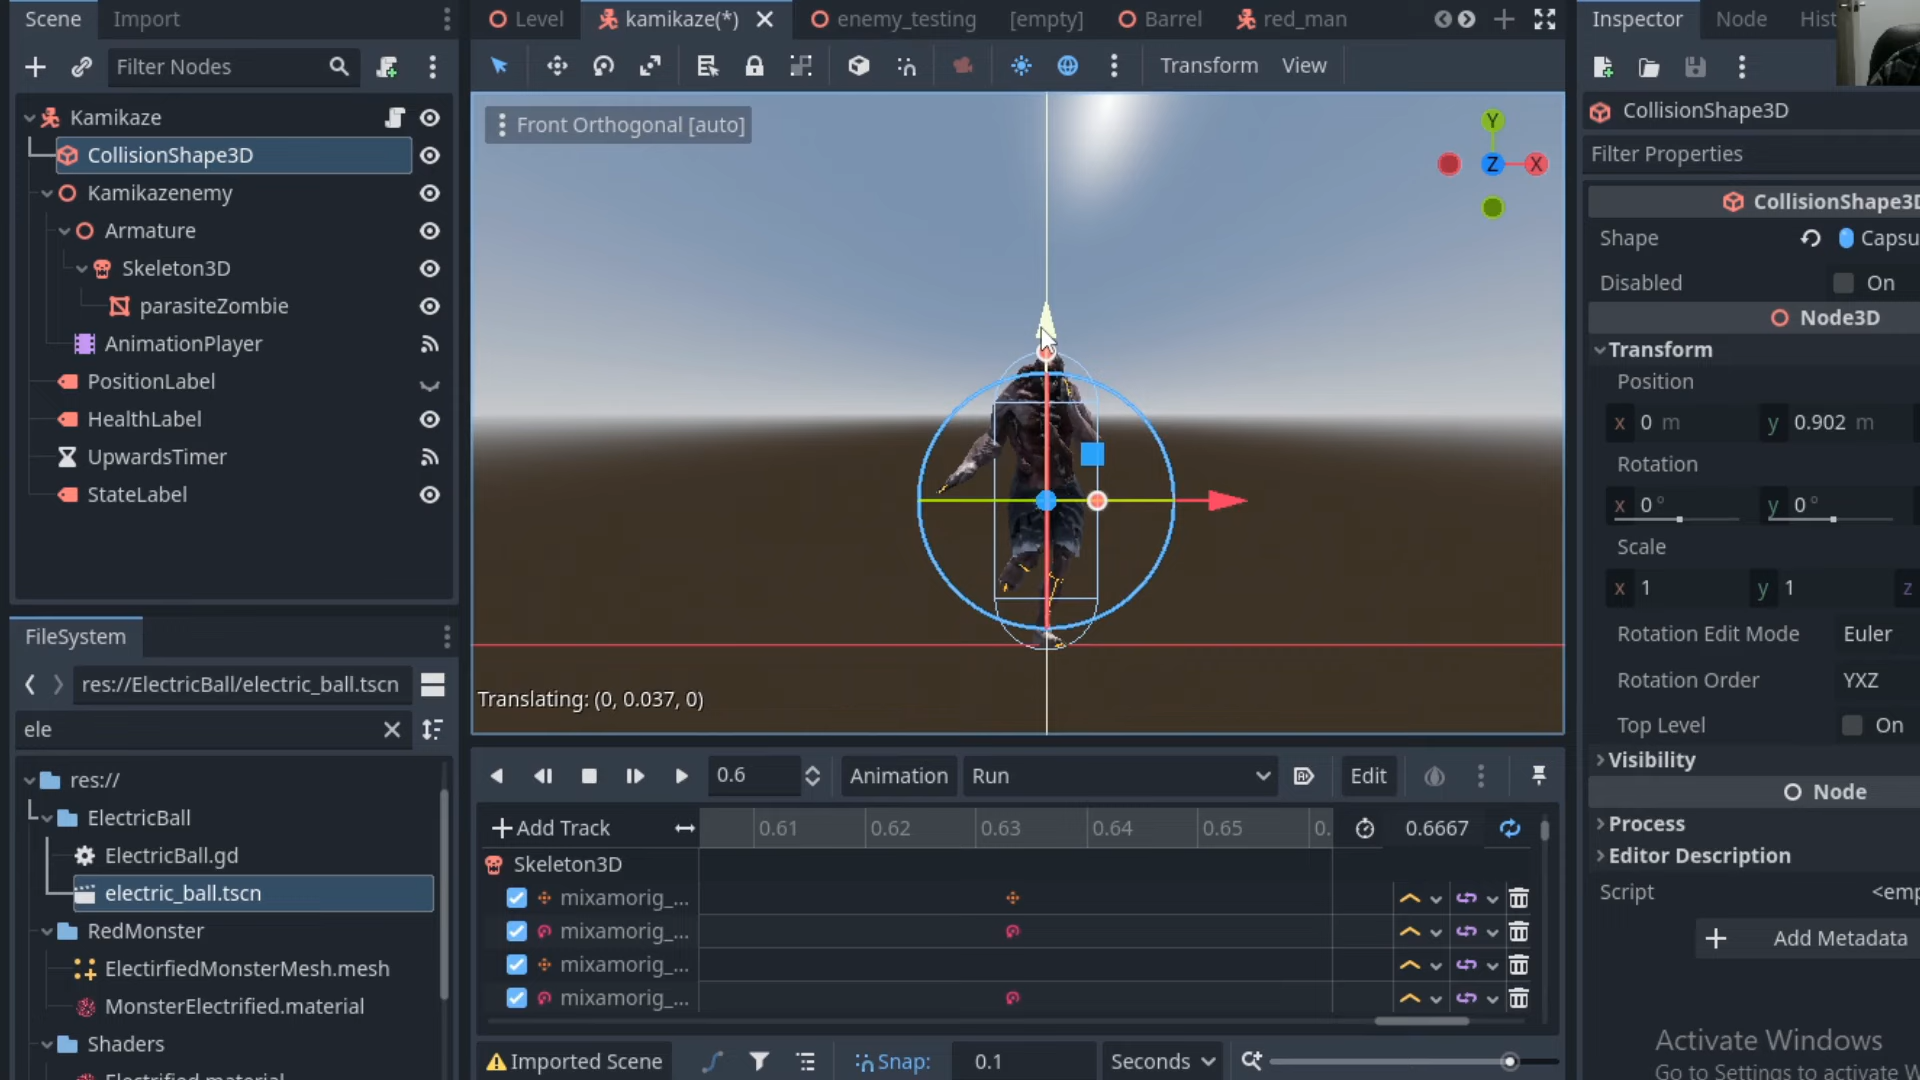 Scene Import
Filter Nodes
Kamikaze
CollisionShape3D
Kamikazenemy
Armature
Skeleton3D
parasiteZombie
AnimationPlayer
PositionLabel
HealthLabel
UpwardsTimer
StateLabel
FileSystem
res://ElectricBall/electric_ball.tscn
ele
res://
ElectricBall
ElectricBall.gd
electric_ball.tscn
RedMonster
ElectirfiedMonsterMesh.mesh
MonsterElectrified.material
Shaders
Electrified.material
Level kamikaze(*) enemy_testing [empty] Barrel red_man
Transform View
Front Orthogonal [auto]
Y
Z X
Translating: (0, 0.037, 0)
0.6 Animation Run Edit
Add Track 0.61 0.62 0.63 0.64 0.65 0. 0.6667
Skeleton3D
mixamorig_...
mixamorig_...
mixamorig_...
mixamorig_...
Imported Scene Snap: 0.1 Seconds
Inspector Node Hist
CollisionShape3D
Filter Properties
CollisionShape3D
Shape Capsu
Disabled On
Node3D
Transform
Position
x 0 m y 0.902 m
Rotation
x 0° y 0°
Scale
x 1 y 1 z
Rotation Edit Mode Euler
Rotation Order YXZ
Top Level On
Visibility
Node
Process
Editor Description
Script <emp
Add Metadata
Activate Windows
Go to Settings to activate W